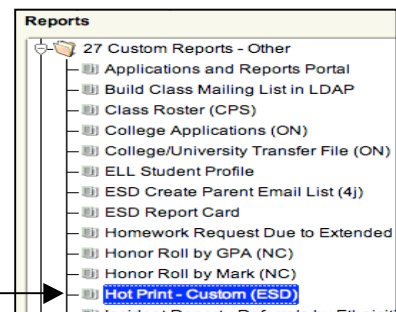 Reports
27 Custom Reports - Other
Applications and Reports Portal
Build Class Mailing List in LDAP
Class Roster (CPS)
College Applications (ON)
College/University Transfer File (ON)
ELL Student Profile
ESD Create Parent Email List (4j)
ESD Report Card
Homework Request Due to Extended
Honor Roll by GPA (NC)
Honor Roll by Mark (NC)
Hot Print - Custom (ESD)